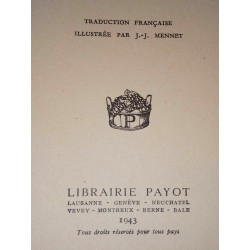 TRADUCTION FRANÇAISE
ILLUSTRÉE PAR J.-J. MENNET
P
LIBRAIRIE PAYOT
LAUSANNE - GENÈVE - NEUCHATEL
VEVEY - MONTREUX - BERNE - BALE
1943
Tous droits réservés pour tous pays